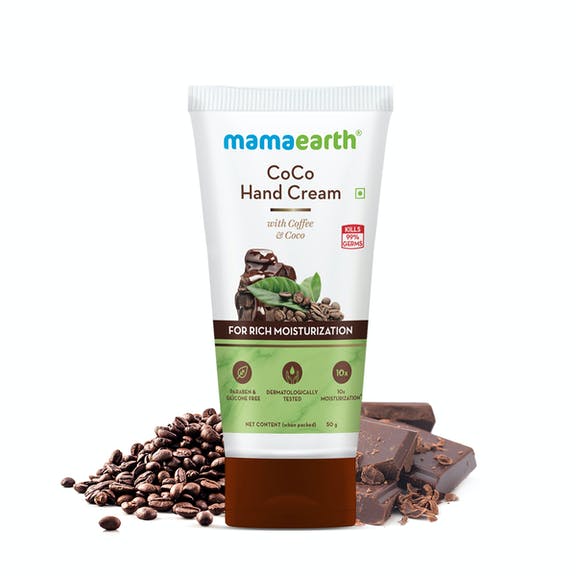 mamaearth®
CoCo
Hand Cream
with Coffee
& Coco
KILLS
99%
GERMS
FOR RICH MOISTURIZATION
10x
PARABEN &
SILICONE FREE
DERMATOLOGICALLY
TESTED
10x
MOISTURIZATION*
NET CONTENT (when packed) 50 g